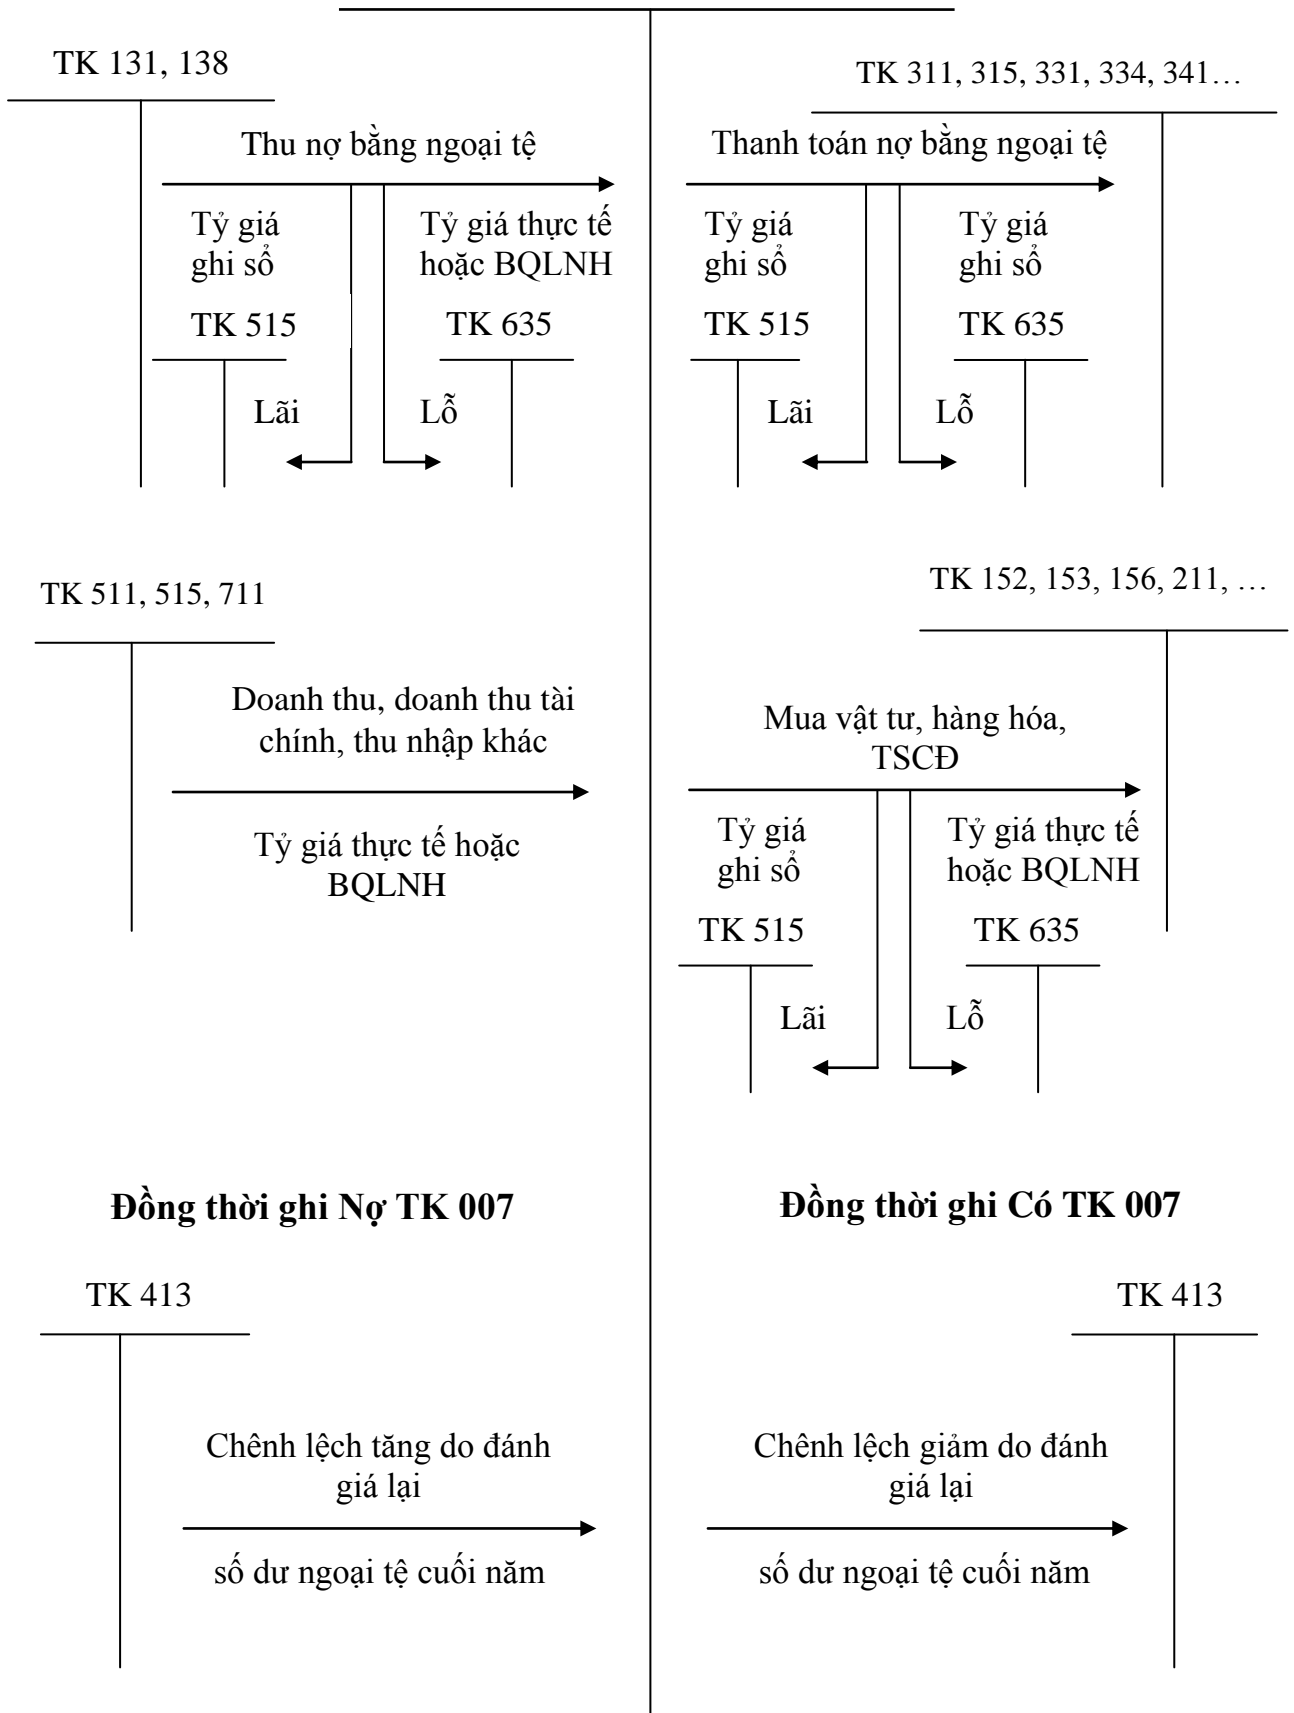 TK 131, 138
Thu nợ bằng ngoại tệ
Tỷ giá
ghi sổ
Tỷ giá thực tế
hoặc BQLNH
TK 515
TK 635
Lãi
Lỗ
TK 311, 315, 331, 334, 341…
Thanh toán nợ bằng ngoại tệ
Tỷ giá
ghi sổ
Tỷ giá
ghi sổ
TK 515
TK 635
Lãi
Lỗ
TK 511, 515, 711
Doanh thu, doanh thu tài
chính, thu nhập khác
Tỷ giá thực tế hoặc
BQLNH
TK 152, 153, 156, 211, …
Mua vật tư, hàng hóa,
TSCĐ
Tỷ giá
ghi sổ
Tỷ giá thực tế
hoặc BQLNH
TK 515
TK 635
Lãi
Lỗ
Đồng thời ghi Nợ TK 007
Đồng thời ghi Có TK 007
TK 413
Chênh lệch tăng do đánh
giá lại
số dư ngoại tệ cuối năm
TK 413
Chênh lệch giảm do đánh
giá lại
số dư ngoại tệ cuối năm